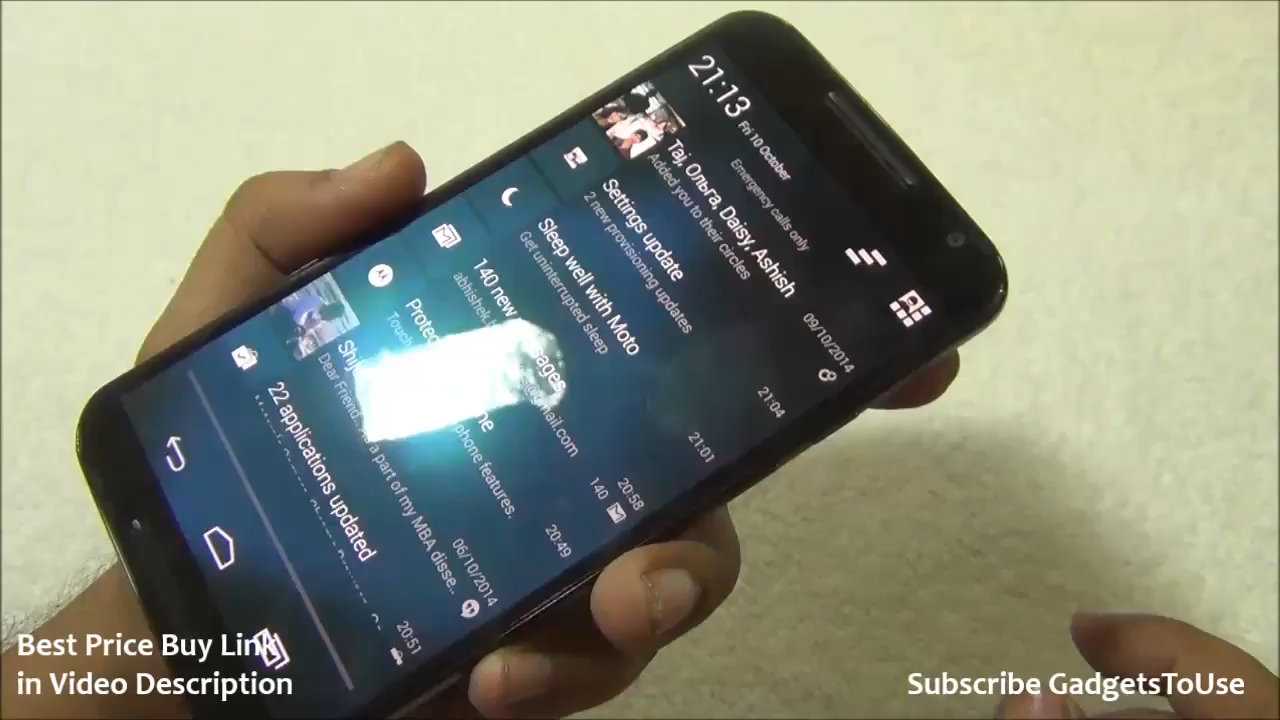 21:13
Fri 10 October
Emergency calls only
Taj, Ольга, Daisy, Ashish
Added you to their circles
09/10/2014
Settings update
2 new provisioning updates
21:04
Sleep well with Moto
Get uninterrupted sleep
21:01
140 new
abhishek
@gmail.com
20:58
140
Touch
phone features.
20:49
Dear Friend
a part of my MBA disse..
06/10/2014
22 applications updated
20:51
Best Price Buy Link
in Video Description
Subscribe GadgetsToUse